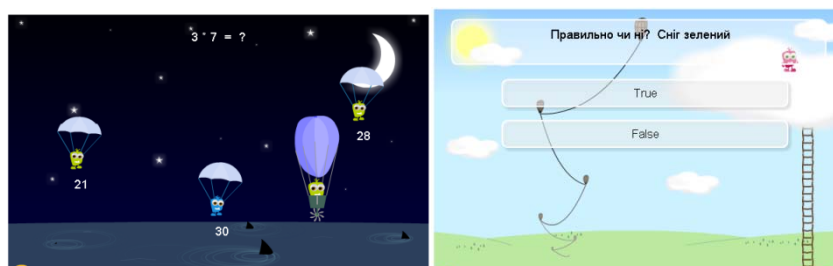 3 * 7 = ?
28
21
30
Правильно чи ні? Сніг зелений
True
False